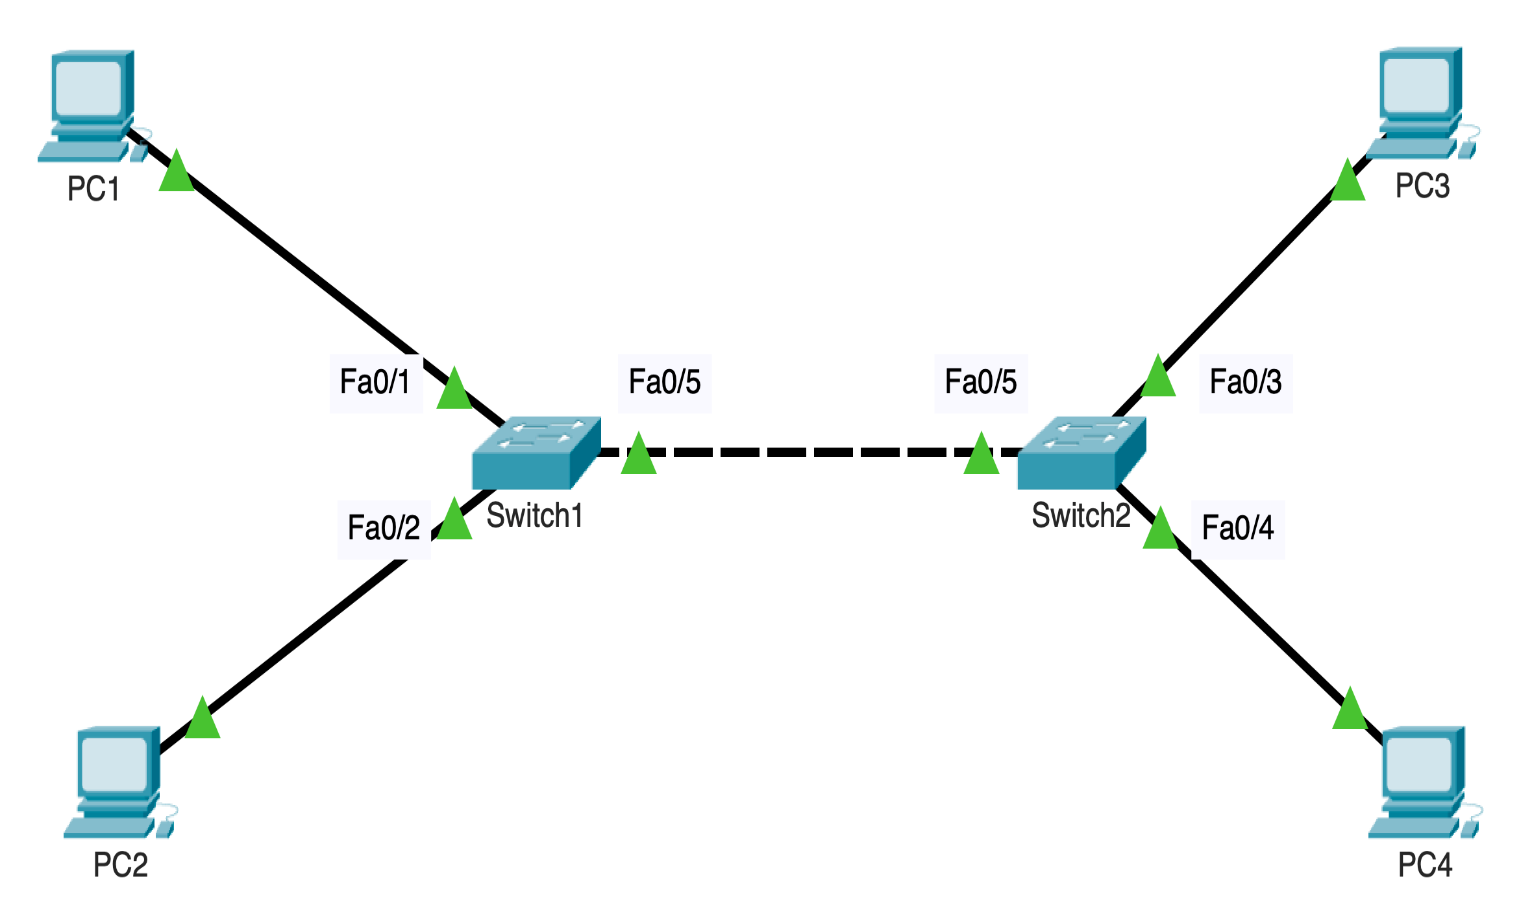 PC1
PC3
Fa0/1
Fa0/5
Fa0/5
Fa0/3
Switch1
Switch2
Fa0/2
Fa0/4
PC2
PC4